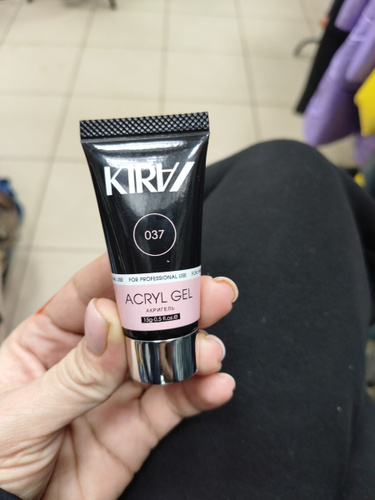 KIRA
037
FOR PROFESSIONAL USE
ACRYL GEL
АКРИГЕЛЬ
15g·0.5 fl.oz.℮